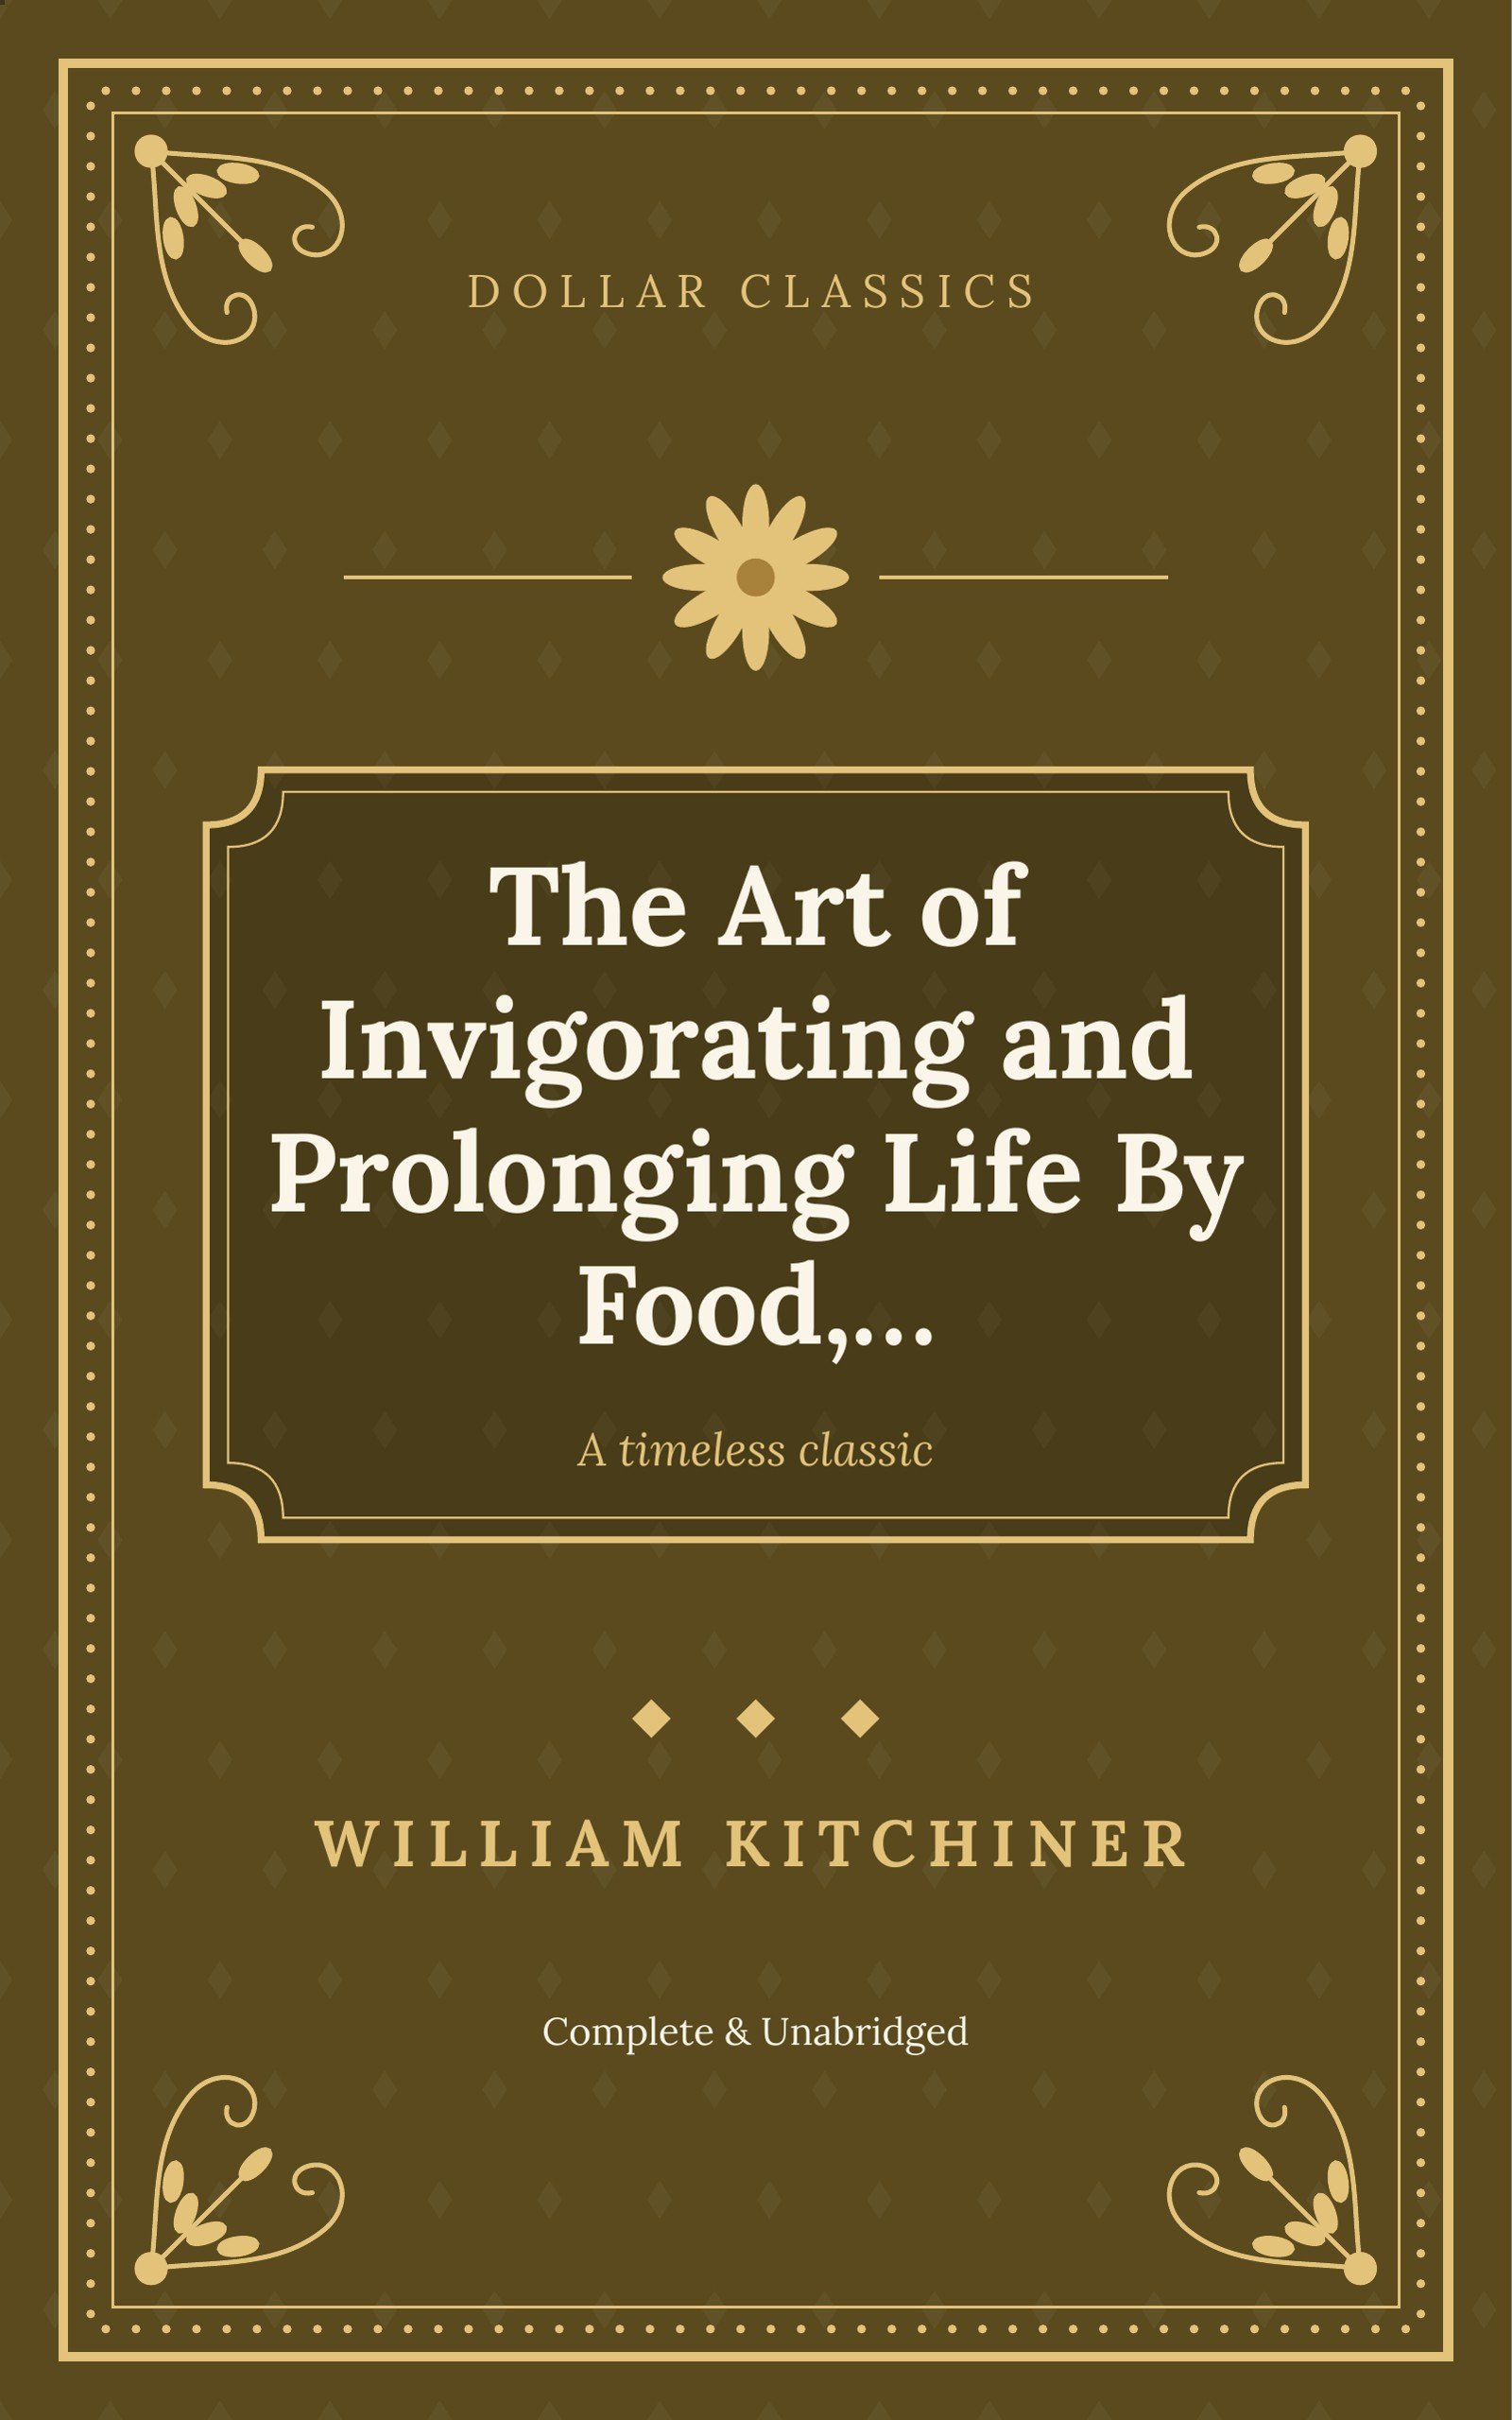 DOLLAR CLASSICS
The Art of
Invigorating and
Prolonging Life By
Food,...
A timeless classic
WILLIAM KITCHINER
Complete & Unabridged